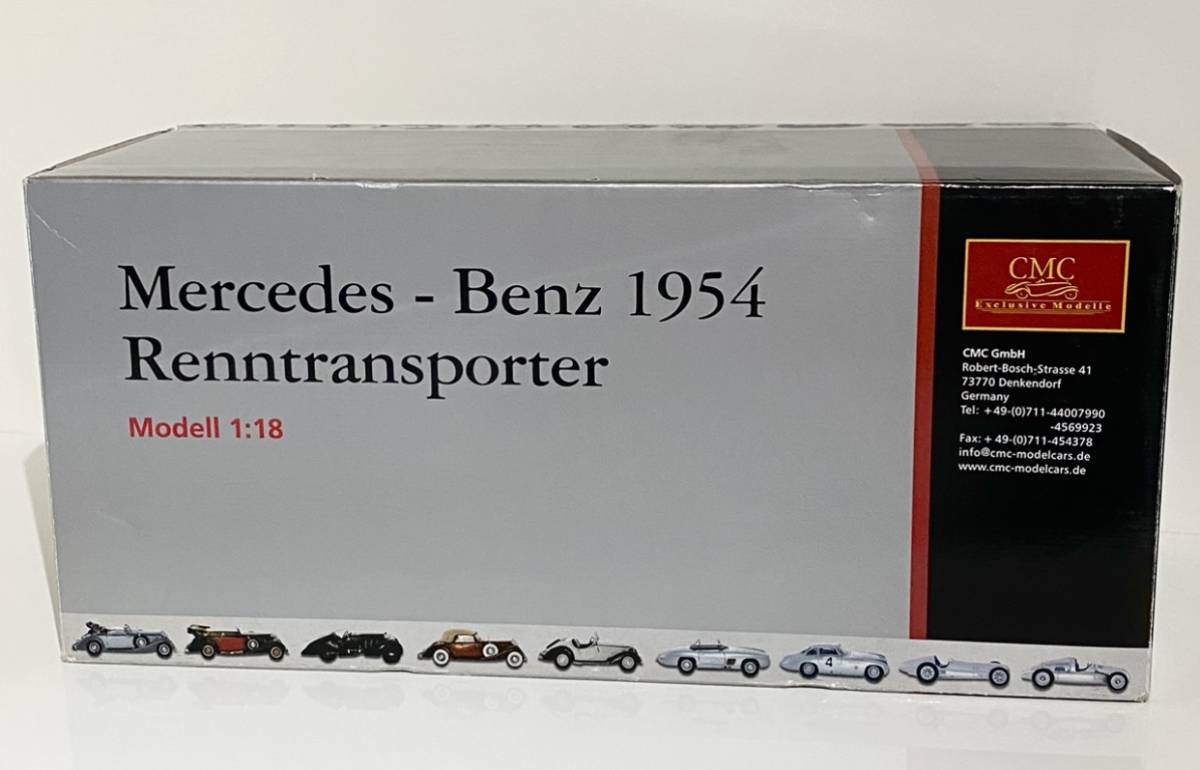 Mercedes - Benz 1954
Renntransporter
Modell 1:18
CMC
Exclusive Modelle
CMC GmbH
Robert-Bosch-Strasse 41
73770 Denkendorf
Germany
Tel: +49-(0)711-44007990
-4569923
Fax: + 49-(0)711-454378
info@cmc-modelcars.de
www.cmc-modelcars.de
4